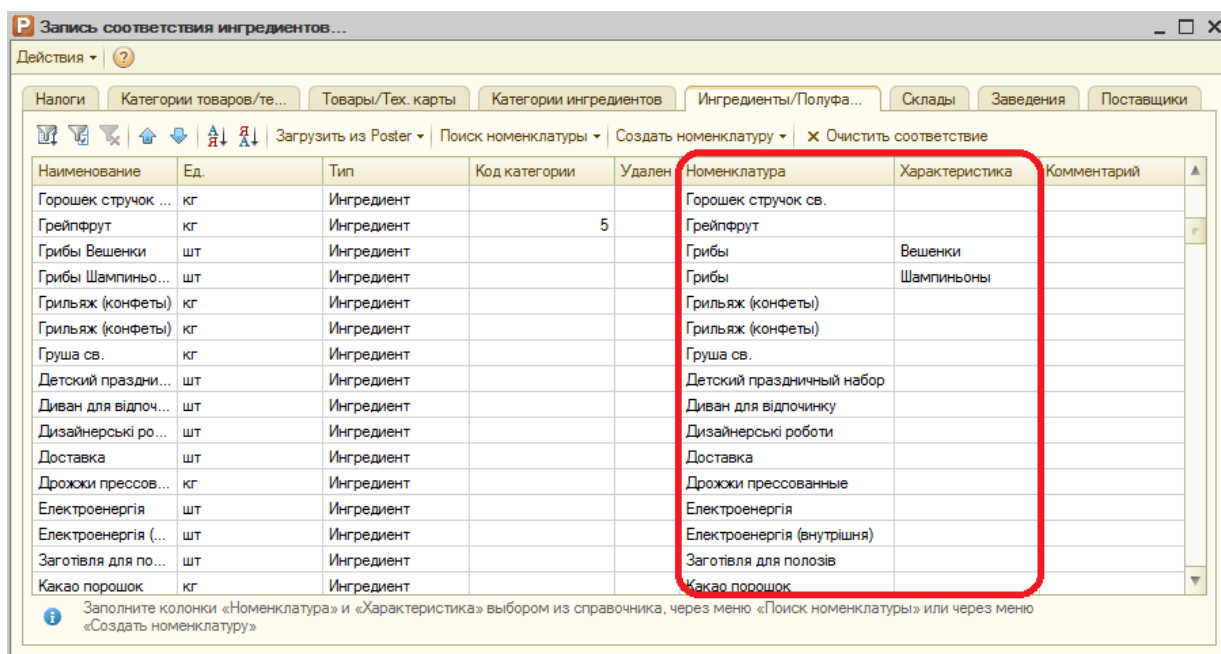 P Запись соответствия ингредиентов...
Действия
Налоги Категории товаров/те... Товары/Тех. карты Категории ингредиентов Ингредиенты/Полуфа... Склады Заведения Поставщики
Загрузить из Poster Поиск номенклатуры Создать номенклатуру Очистить соответствие
Наименование Ед. Тип Код категории Удален Номенклатура Характеристика Комментарий
Горошек стручок ... кг Ингредиент Горошек стручок св.
Грейпфрут кг Ингредиент 5 Грейпфрут
Грибы Вешенки шт Ингредиент Грибы Вешенки
Грибы Шампиньо... шт Ингредиент Грибы Шампиньоны
Грильяж (конфеты) кг Ингредиент Грильяж (конфеты)
Грильяж (конфеты) кг Ингредиент Грильяж (конфеты)
Груша св. кг Ингредиент Груша св.
Детский праздни... шт Ингредиент Детский праздничный набор
Диван для відпоч... шт Ингредиент Диван для відпочинку
Дизайнерські ро... шт Ингредиент Дизайнерські роботи
Доставка шт Ингредиент Доставка
Дрожжи прессов... кг Ингредиент Дрожжи прессованные
Електроенергія шт Ингредиент Електроенергія
Електроенергія (... шт Ингредиент Електроенергія (внутрішня)
Заготівля для по... шт Ингредиент Заготівля для полозів
Какао порошок кг Ингредиент Какао порошок
Заполните колонки «Номенклатура» и «Характеристика» выбором из справочника, через меню «Поиск номенклатуры» или через меню
«Создать номенклатуру»